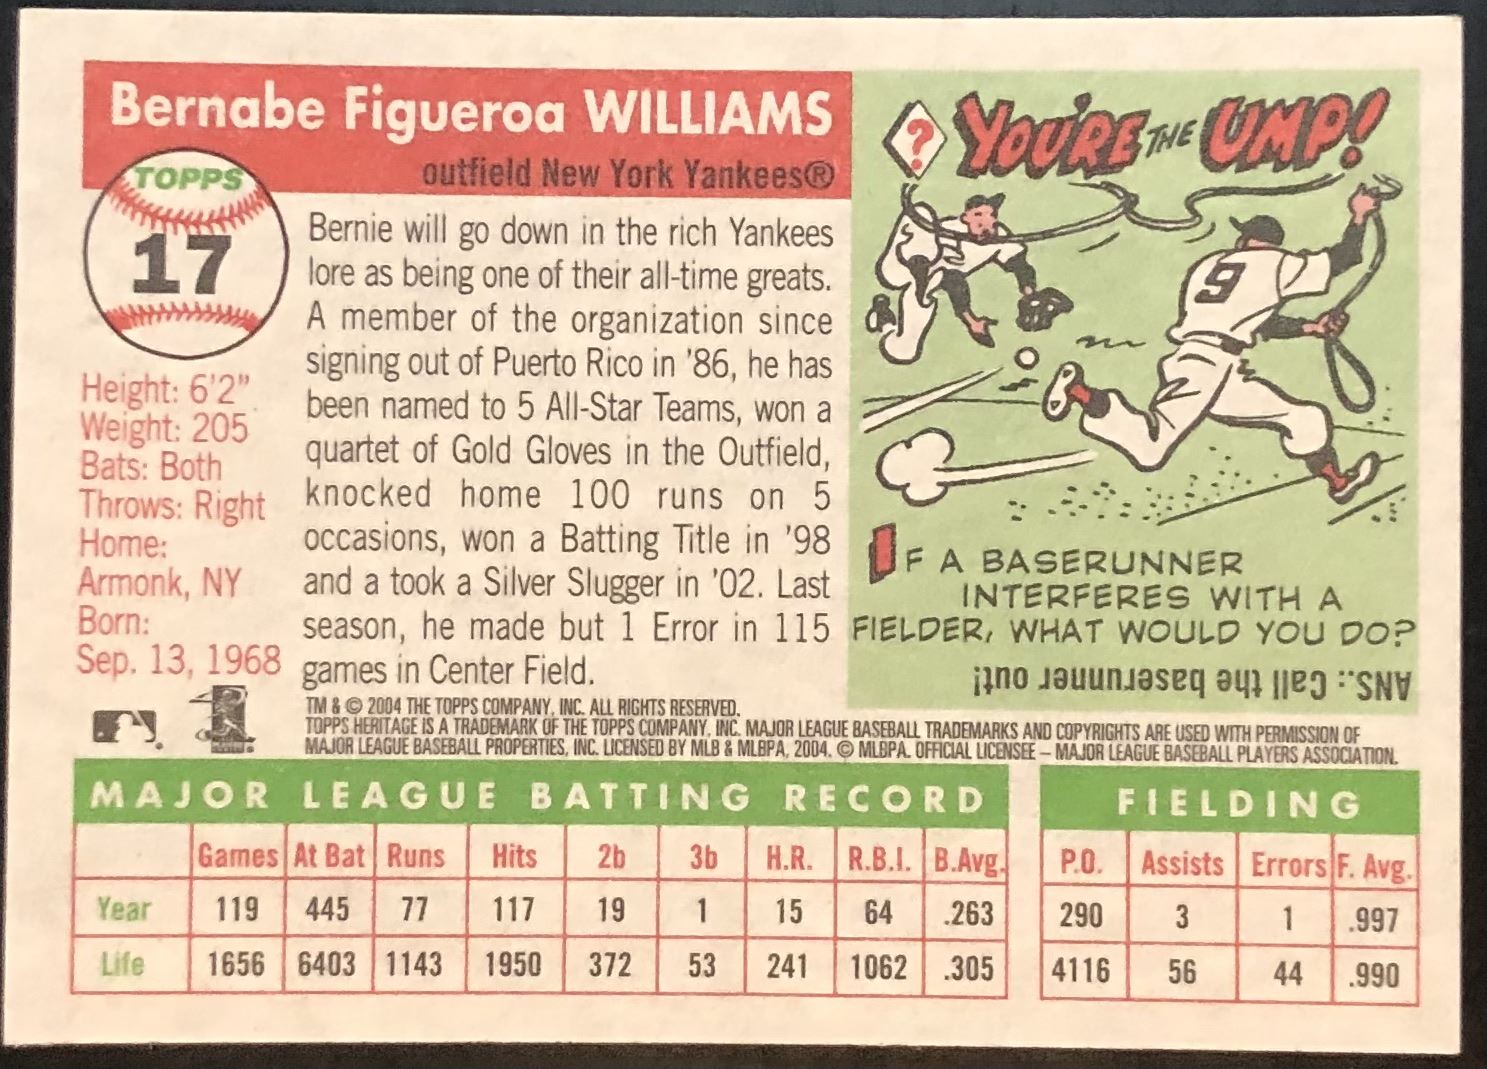 Bernabe Figueroa WILLIAMS
outfield New York Yankees®
TOPPS
17
Height: 6'2"
Weight: 205
Bats: Both
Throws: Right
Home:
Armonk, NY
Born:
Sep. 13, 1968
Bernie will go down in the rich Yankees
lore as being one of their all-time greats.
A member of the organization since
signing out of Puerto Rico in '86, he has
been named to 5 All-Star Teams, won a
quartet of Gold Gloves in the Outfield,
knocked home 100 runs on 5
occasions, won a Batting Title in '98
and a took a Silver Slugger in '02. Last
season, he made but 1 Error in 115
games in Center Field.
? YOU'RE THE UMP!
9
IF A BASERUNNER
INTERFERES WITH A
FIELDER, WHAT WOULD YOU DO?
ANS.: Call the baserunner out!
TM & © 2004 THE TOPPS COMPANY, INC. ALL RIGHTS RESERVED.
TOPPS HERITAGE IS A TRADEMARK OF THE TOPPS COMPANY, INC. MAJOR LEAGUE BASEBALL TRADEMARKS AND COPYRIGHTS ARE USED WITH PERMISSION OF
MAJOR LEAGUE BASEBALL PROPERTIES, INC. LICENSED BY MLB & MLBPA, 2004. © MLBPA. OFFICIAL LICENSEE – MAJOR LEAGUE BASEBALL PLAYERS ASSOCIATION.
MAJOR LEAGUE BATTING RECORD
Games At Bat Runs Hits 2b 3b H.R. R.B.I. B.Avg.
Year 119 445 77 117 19 1 15 64 .263
Life 1656 6403 1143 1950 372 53 241 1062 .305
FIELDING
P.O. Assists Errors F. Avg.
290 3 1 .997
4116 56 44 .990